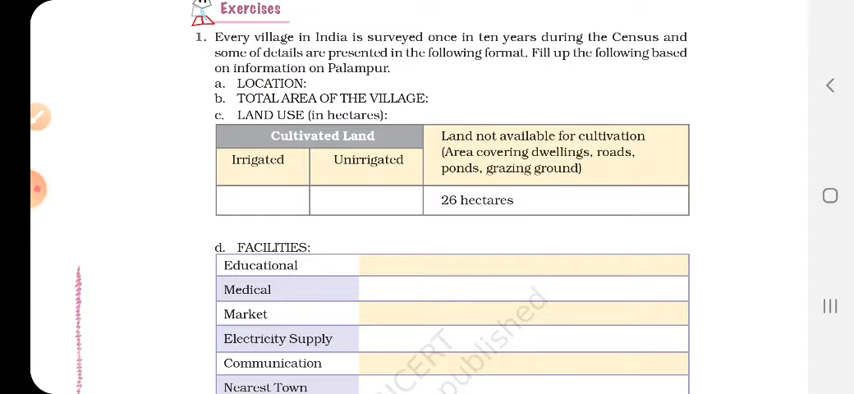 Exercises
1. Every village in India is surveyed once in ten years during the Census and
some of details are presented in the following format. Fill up the following based
on information on Palampur.
a. LOCATION:
b. TOTAL AREA OF THE VILLAGE:
c. LAND USE (in hectares):
Cultivated Land
Land not available for cultivation
(Area covering dwellings, roads,
ponds, grazing ground)
Irrigated Unirrigated
26 hectares
d. FACILITIES:
Educational
Medical
Market
Electricity Supply
Communication
Nearest Town
NCERT
published